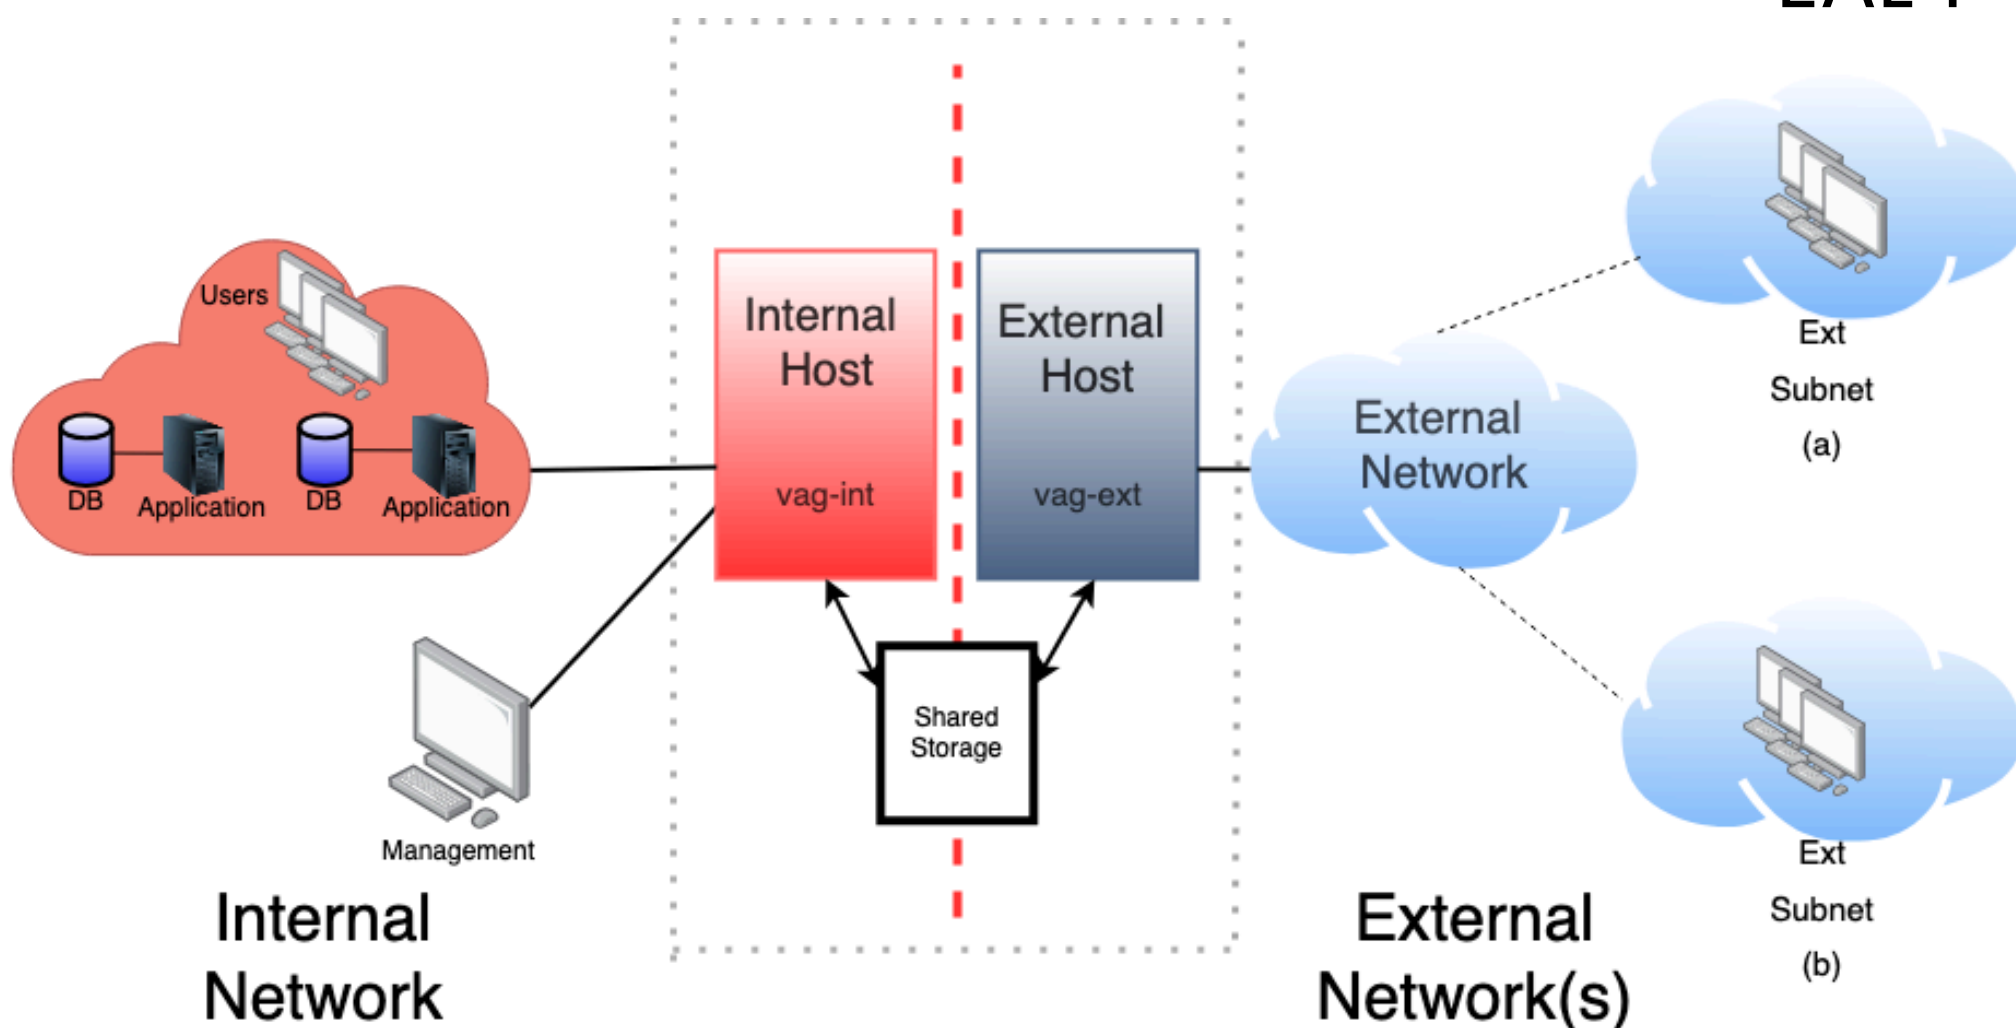 Users
DB
Application
DB
Application
Management
Internal
Network
Internal
Host
vag-int
External
Host
vag-ext
Shared
Storage
External
Network
External
Network(s)
Ext
Subnet
(a)
Ext
Subnet
(b)